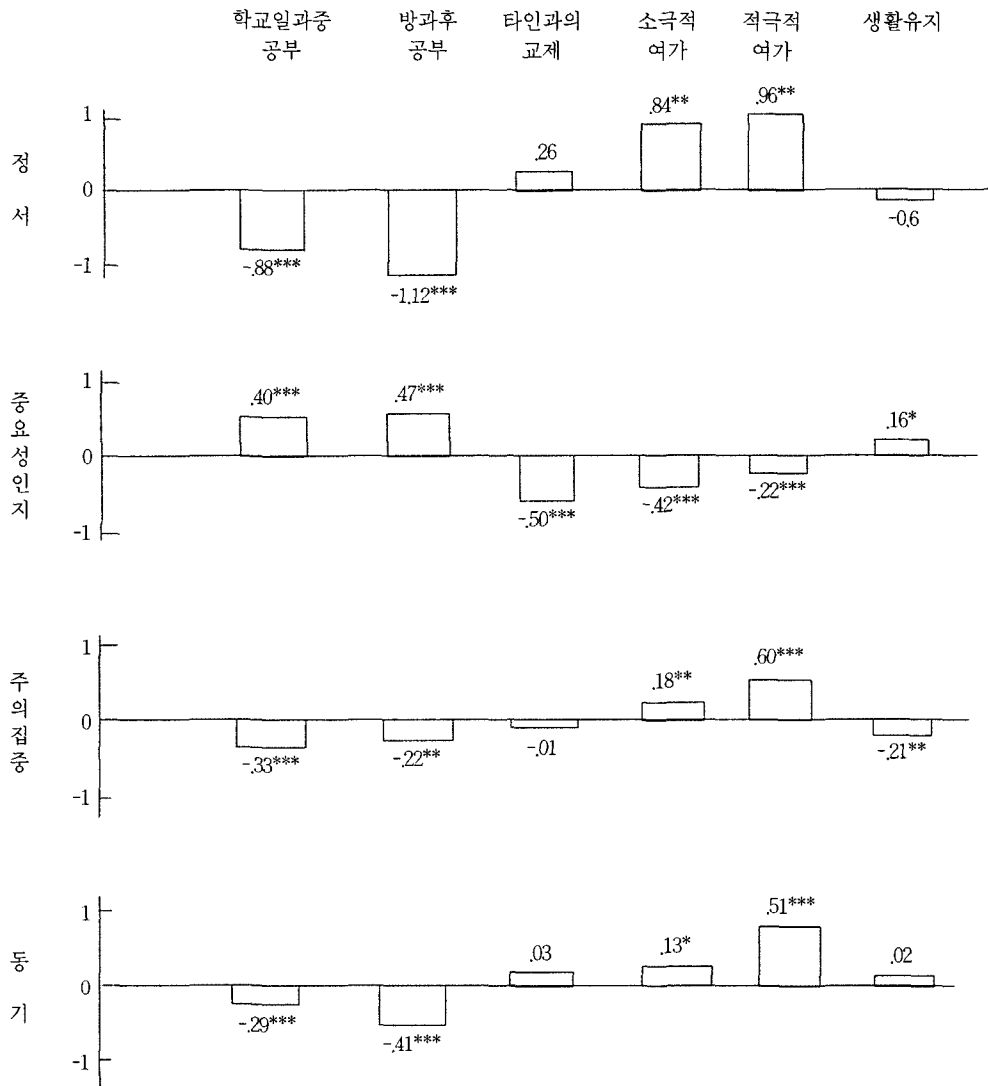 학교일과중 방과후 타인과의 소극적 적극적 생활유지
공부 공부 교제 여가 여가
정서
1
0
-1
-.88*** -1.12*** .26 .84** .96** -0.6
중요성인지
1
0
-1
.40*** .47*** -.50*** -.42*** -.22*** .16*
주의집중
1
0
-1
-.33*** -.22** -.01 .18** .60*** -.21**
동기
1
0
-1
-.29*** -.41*** .03 .13* .51*** .02